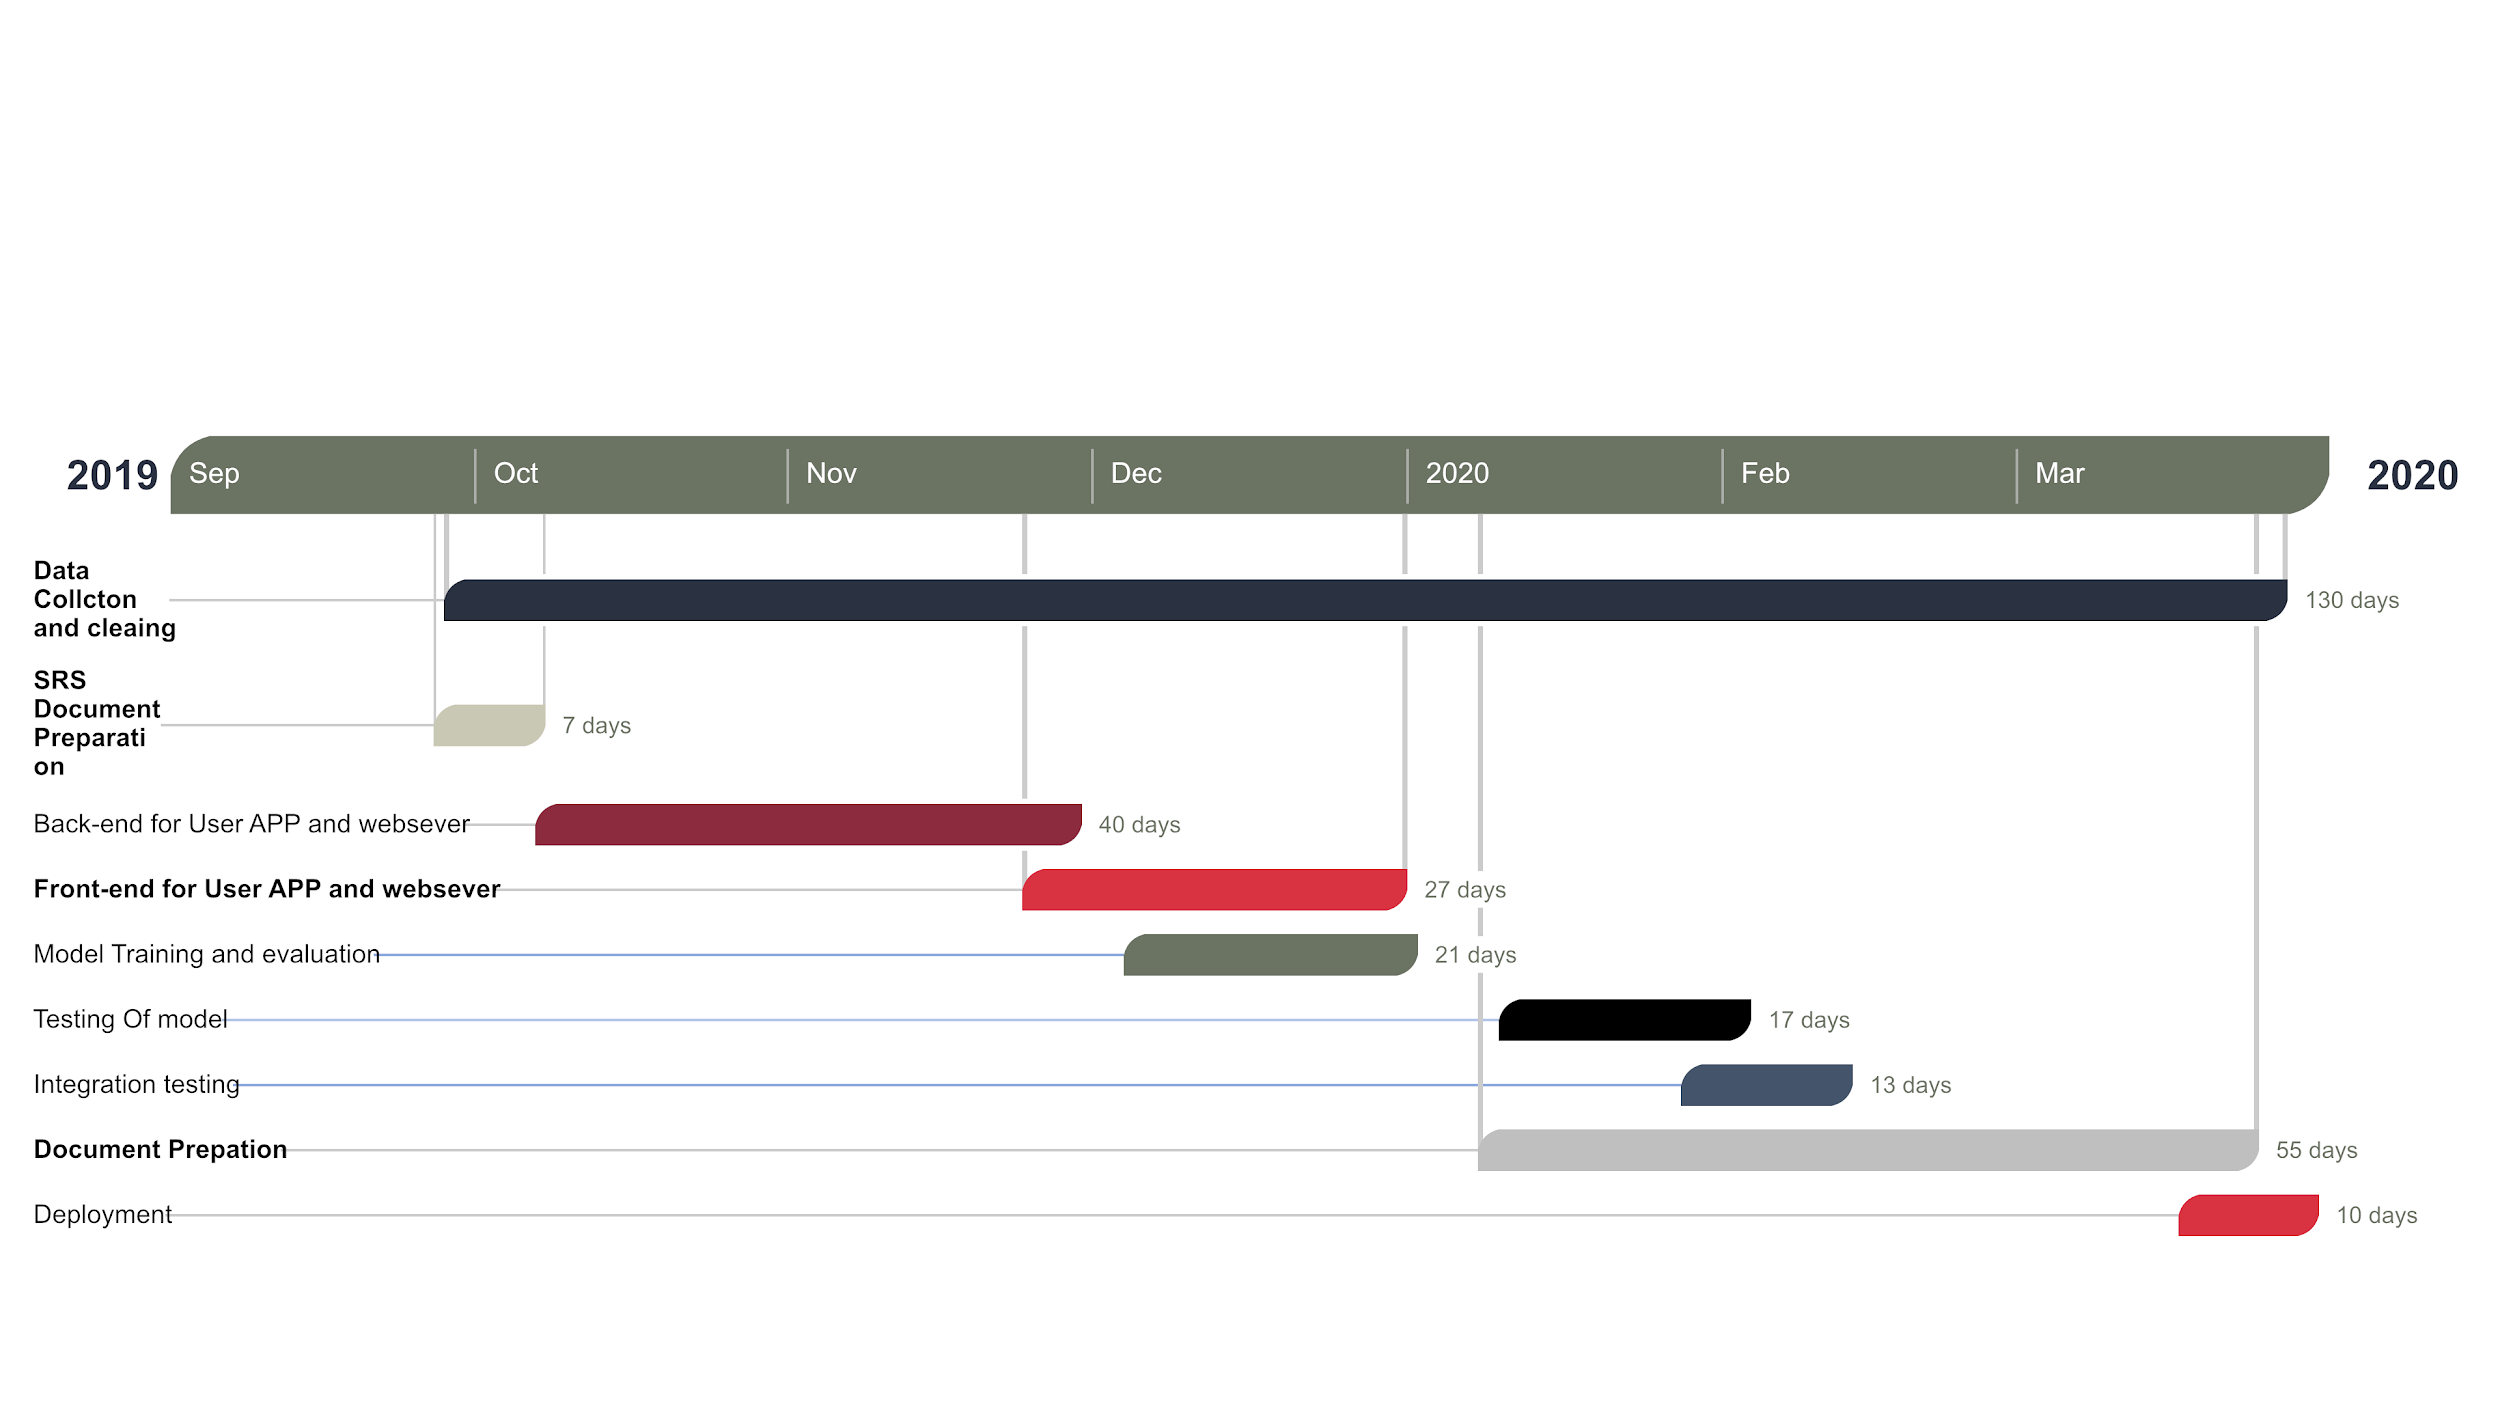 2019 Sep Oct Nov Dec 2020 Feb Mar 2020
Data
Collcton
and cleaing
130 days
SRS
Document
Preparati
on
7 days
Back-end for User APP and websever 40 days
Front-end for User APP and websever 27 days
Model Training and evaluation 21 days
Testing Of model 17 days
Integration testing 13 days
Document Prepation 55 days
Deployment 10 days